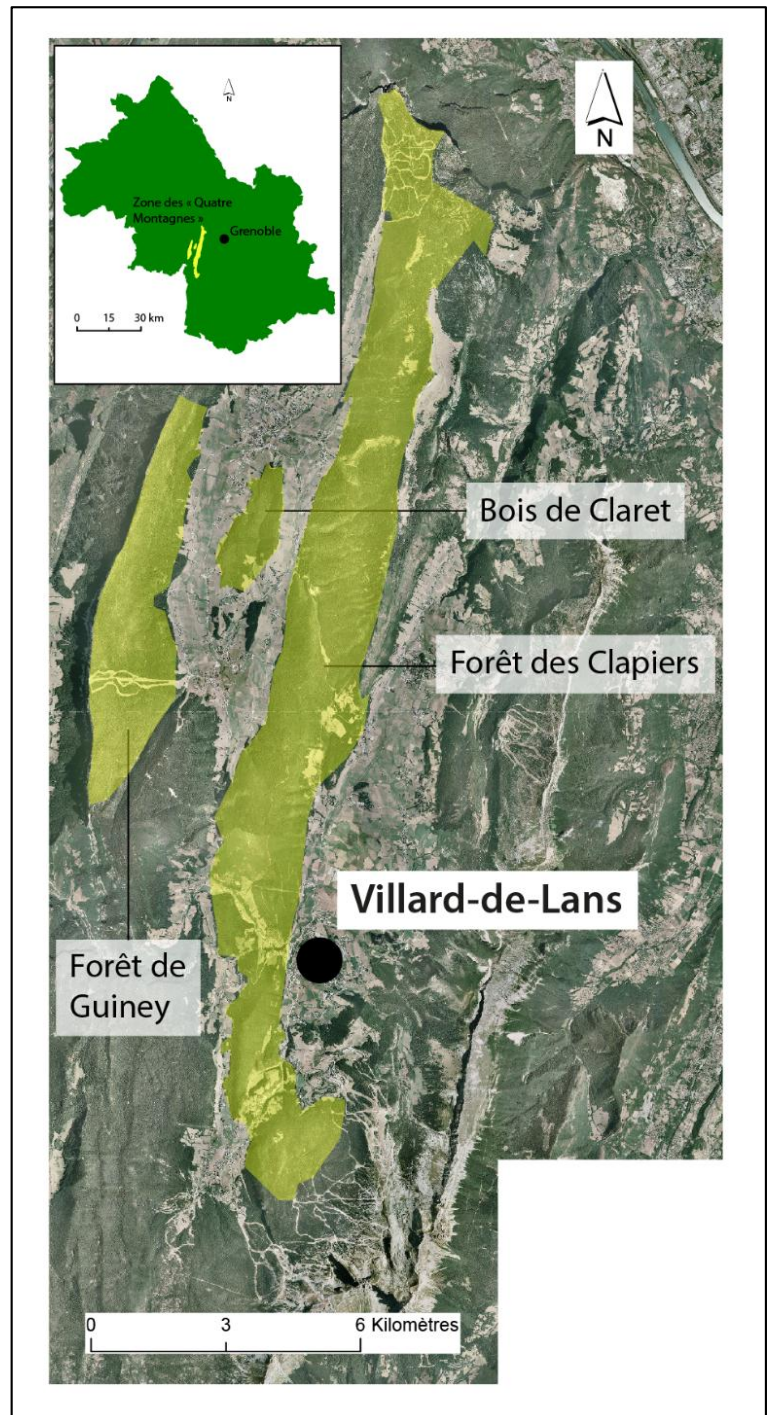 N
Zone des « Quatre
Montagnes »
Grenoble
0 15 30 km
N
Bois de Claret
Forêt des Clapiers
Villard-de-Lans
Forêt de
Guiney
0 3 6 Kilomètres